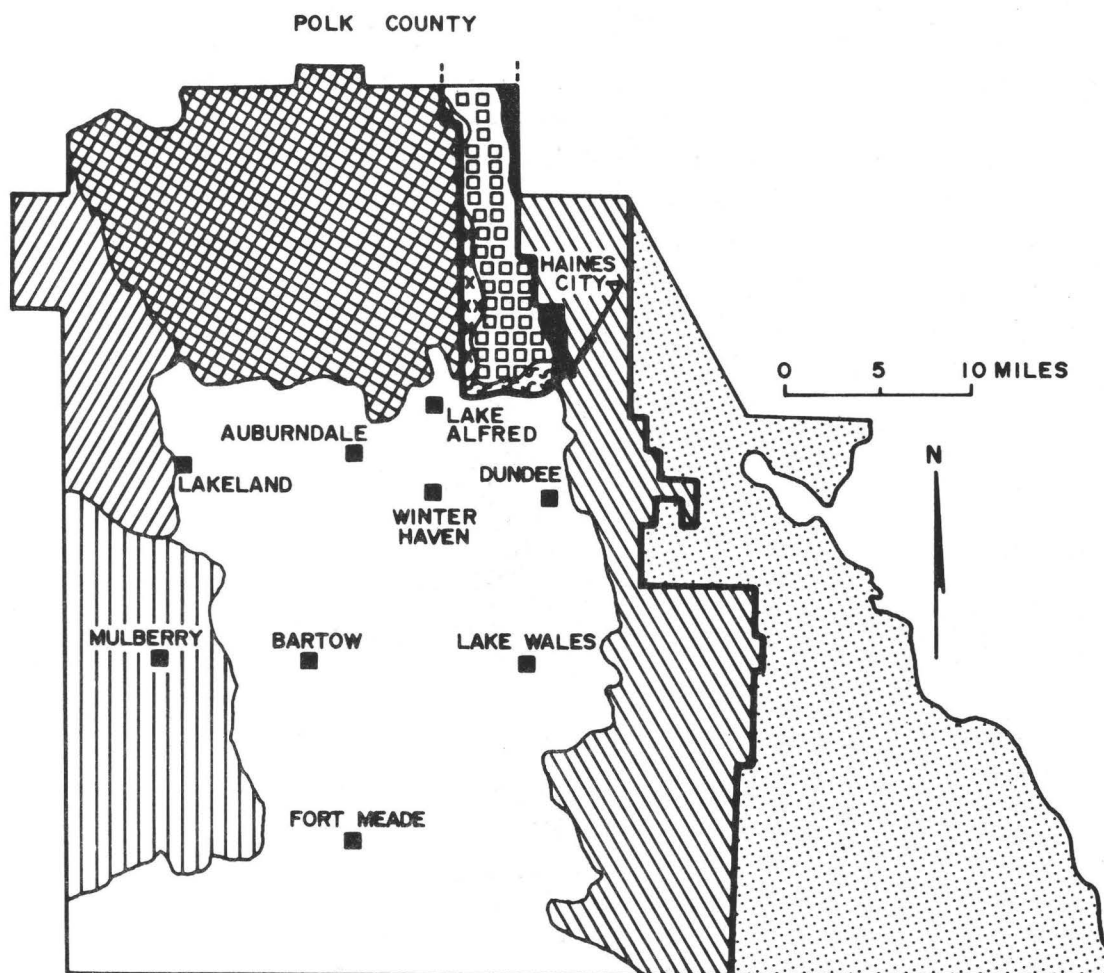 POLK COUNTY
HAINES
CITY
0 5 10 MILES
LAKE
ALFRED
AUBURNDALE
LAKELAND
DUNDEE
WINTER
HAVEN
N
MULBERRY
BARTOW
LAKE WALES
FORT MEADE